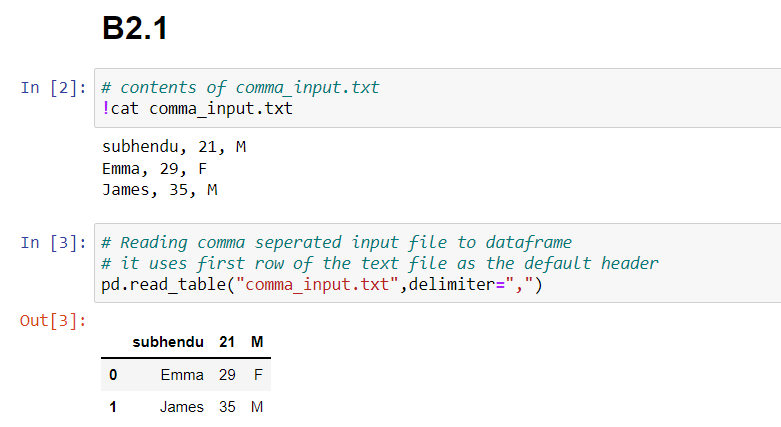 B2.1
In [2]: # contents of comma_input.txt
!cat comma_input.txt
subhendu, 21, M
Emma, 29, F
James, 35, M
In [3]: # Reading comma seperated input file to dataframe
# it uses first row of the text file as the default header
pd.read_table("comma_input.txt",delimiter=",")
Out[3]:
subhendu 21 M
0 Emma 29 F
1 James 35 M